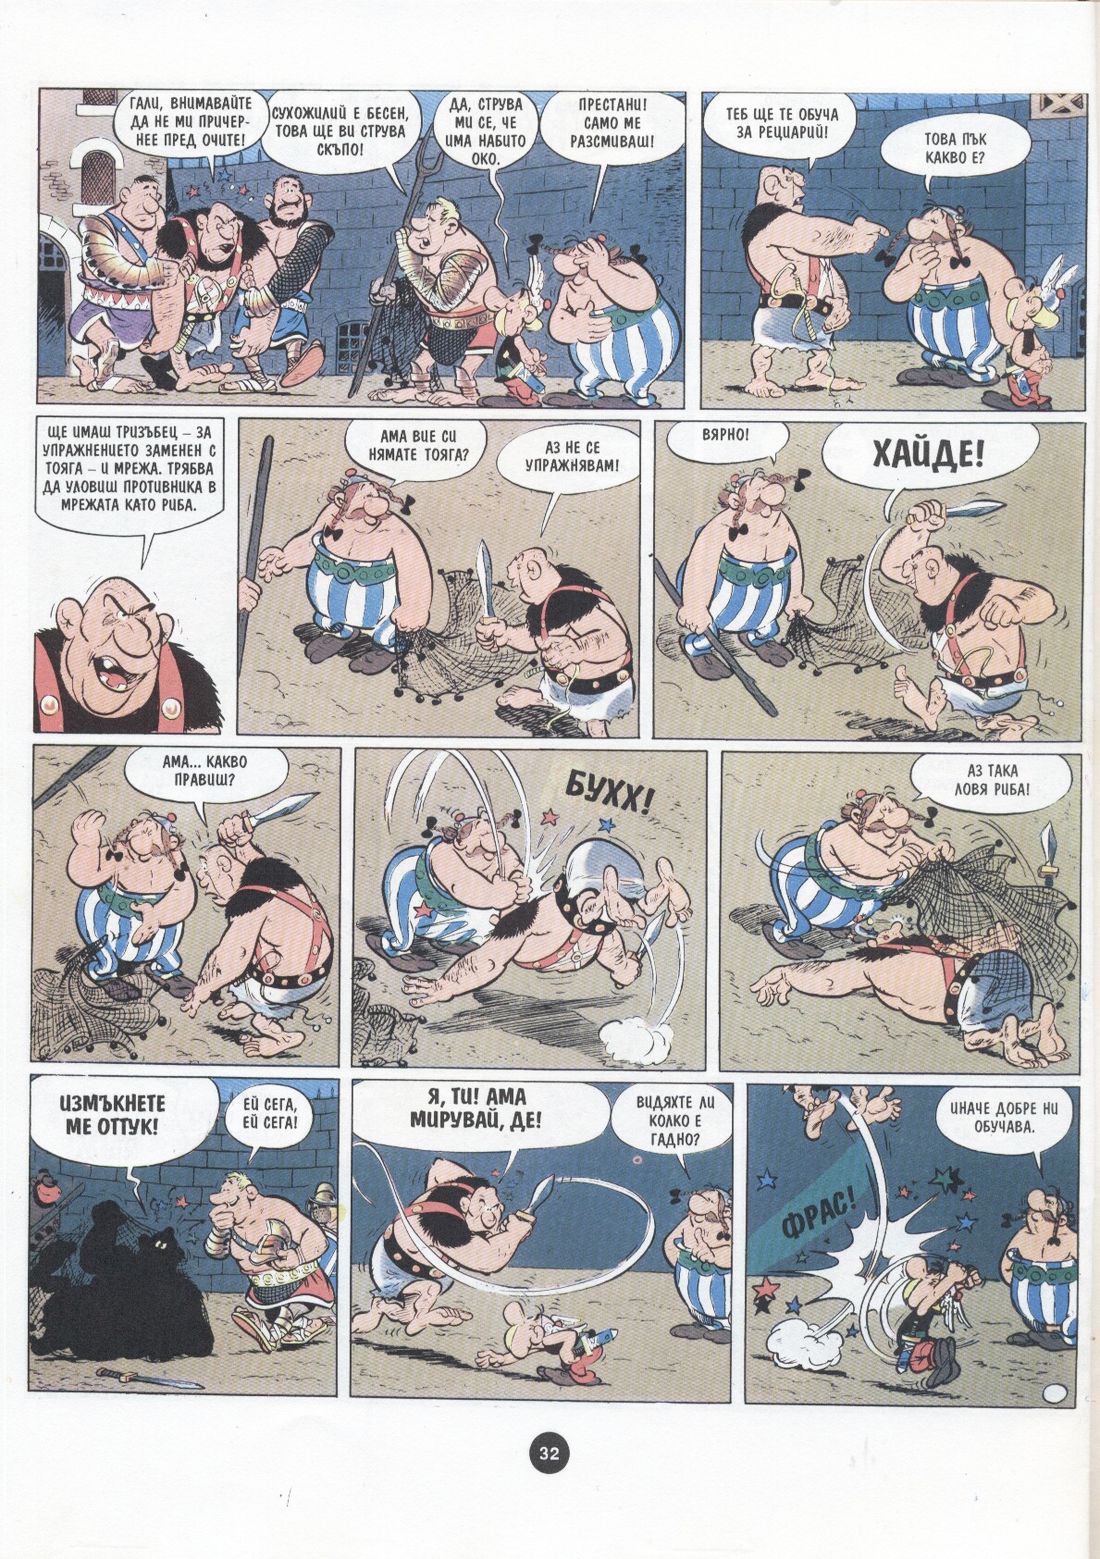 ГАЛИ, ВНИМАВАЙТЕ
ДА НЕ МИ ПРИЧЕР-
НЕЕ ПРЕД ОЧИТЕ!
СУХОЖИЛИЙ Е БЕСЕН,
ТОВА ЩЕ ВИ СТРУВА
СКЪПО!
ДА, СТРУВА
МИ СЕ, ЧЕ
ИМА НАБИТО
ОКО.
ПРЕСТАНИ!
САМО МЕ
РАЗСМИВАШ!
ТЕБ ЩЕ ТЕ ОБУЧА
ЗА РЕЦИАРИЙ!
ТОВА ПЪК
КАКВО Е?
ЩЕ ИМАШ ТРИЗЪБЕЦ – ЗА
УПРАЖНЕНИЕТО ЗАМЕНЕН С
ТОЯГА – И МРЕЖА. ТРЯБВА
ДА УЛОВИШ ПРОТИВНИКА В
МРЕЖАТА КАТО РИБА.
АМА ВИЕ СИ
НЯМАТЕ ТОЯГА?
АЗ НЕ СЕ
УПРАЖНЯВАМ!
ВЯРНО!
ХАЙДЕ!
АМА... КАКВО
ПРАВИШ?
БУХХ!
АЗ ТАКА
ЛОВЯ РИБА!
ИЗМЪКНЕТЕ
МЕ ОТТУК!
ЕЙ СЕГА,
ЕЙ СЕГА!
Я, ТИ! АМА
МИРУВАЙ, ДЕ!
ВИДЯХТЕ ЛИ
КОЛКО Е
ГАДНО?
ФРАС!
ИНАЧЕ ДОБРЕ НИ
ОБУЧАВА.
32